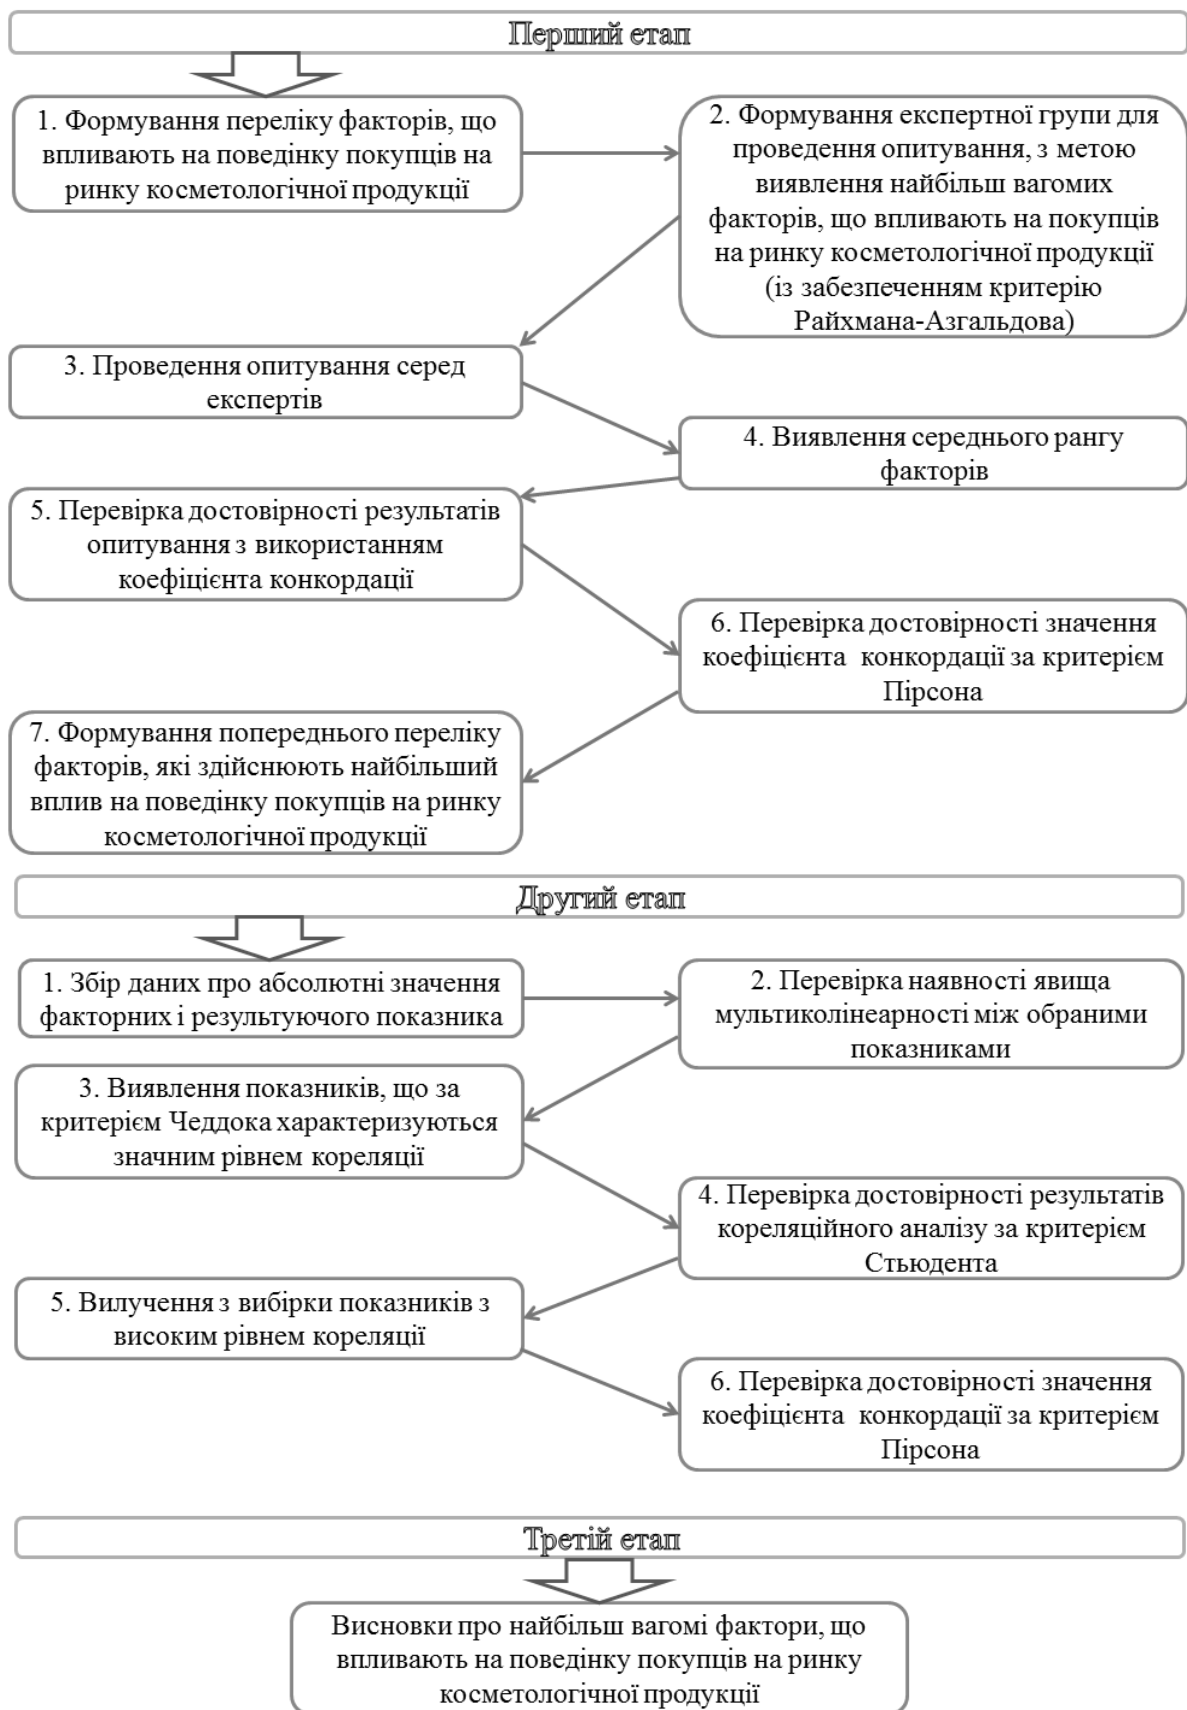 Перший етап
1. Формування переліку факторів, що
впливають на поведінку покупців на
ринку косметологічної продукції
2. Формування експертної групи для
проведення опитування, з метою
виявлення найбільш вагомих
факторів, що впливають на покупців
на ринку косметологічної продукції
(із забезпеченням критерію
Райхмана-Азгальдова)
3. Проведення опитування серед
експертів
4. Виявлення середнього рангу
факторів
5. Перевірка достовірності результатів
опитування з використанням
коефіцієнта конкордації
6. Перевірка достовірності значення
коефіцієнта конкордації за критерієм
Пірсона
7. Формування попереднього переліку
факторів, які здійснюють найбільший
вплив на поведінку покупців на ринку
косметологічної продукції
Другий етап
1. Збір даних про абсолютні значення
факторних і результуючого показника
2. Перевірка наявності явища
мультиколінеарності між обраними
показниками
3. Виявлення показників, що за
критерієм Чеддока характеризуються
значним рівнем кореляції
4. Перевірка достовірності результатів
кореляційного аналізу за критерієм
Стьюдента
5. Вилучення з вибірки показників з
високим рівнем кореляції
6. Перевірка достовірності значення
коефіцієнта конкордації за критерієм
Пірсона
Третій етап
Висновки про найбільш вагомі фактори, що
впливають на поведінку покупців на ринку
косметологічної продукції